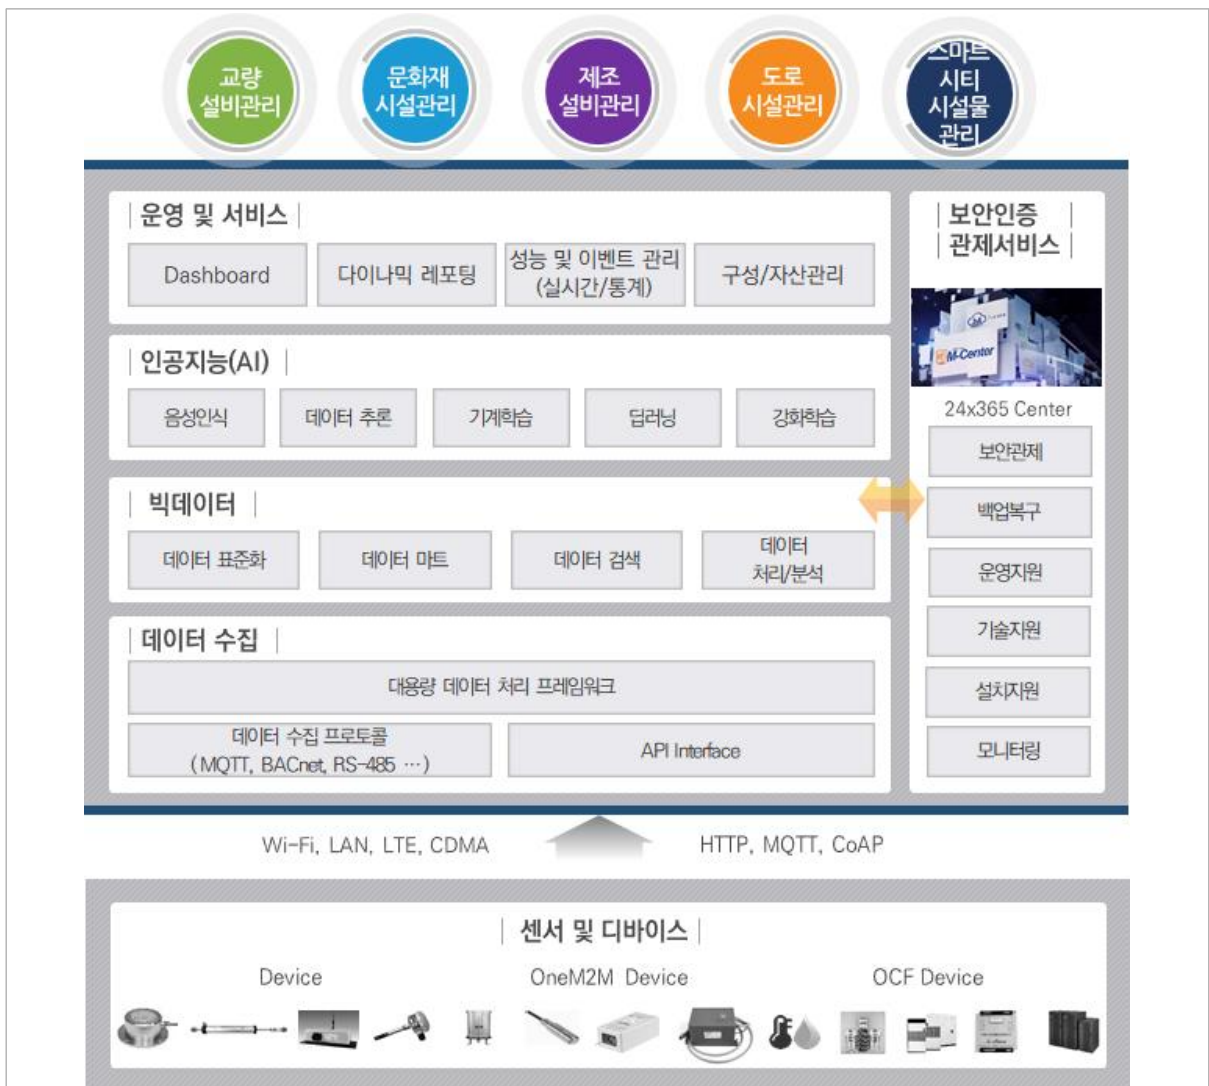 교량
설비관리
문화재
시설관리
제조
설비관리
도로
시설관리
스마트
시티
시설물
관리
운영 및 서비스
Dashboard
다이나믹 레포팅
성능 및 이벤트 관리
(실시간/통계)
구성/자산관리
인공지능(AI)
음성인식
데이터 추론
기계학습
딥러닝
강화학습
빅데이터
데이터 표준화
데이터 마트
데이터 검색
데이터
처리/분석
데이터 수집
대용량 데이터 처리 프레임워크
데이터 수집 프로토콜
(MQTT, BACnet, RS-485 …)
API Interface
보안인증
관제서비스
M-Center
24x365 Center
보안관제
백업복구
운영지원
기술지원
설치지원
모니터링
Wi-Fi, LAN, LTE, CDMA
HTTP, MQTT, CoAP
센서 및 디바이스
Device
OneM2M Device
OCF Device